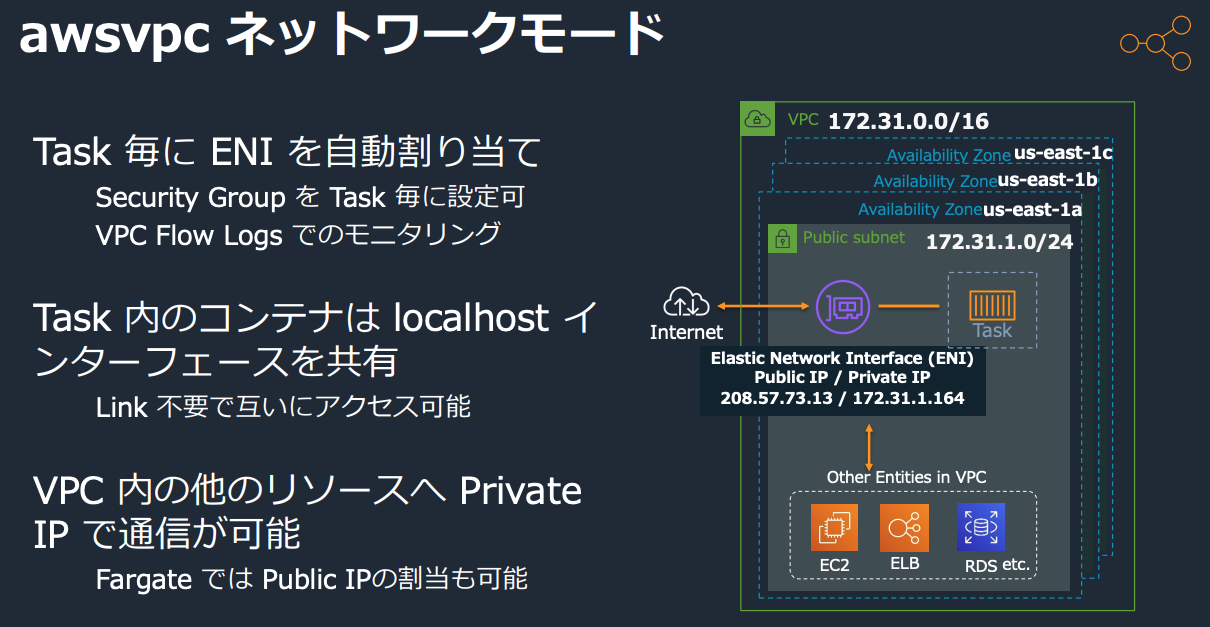 awsvpc ネットワークモード
Task 毎に ENI を自動割り当て
Security Group を Task 毎に設定可
VPC Flow Logs でのモニタリング
Task 内のコンテナは localhost イ
ンターフェースを共有
Link 不要で互いにアクセス可能
VPC 内の他のリソースへ Private
IP で通信が可能
Fargate では Public IPの割当も可能
VPC 172.31.0.0/16
Availability Zone us-east-1c
Availability Zone us-east-1b
Availability Zone us-east-1a
Public subnet 172.31.1.0/24
Internet
Task
Elastic Network Interface (ENI)
Public IP / Private IP
208.57.73.13 / 172.31.1.164
Other Entities in VPC
EC2 ELB RDS etc.